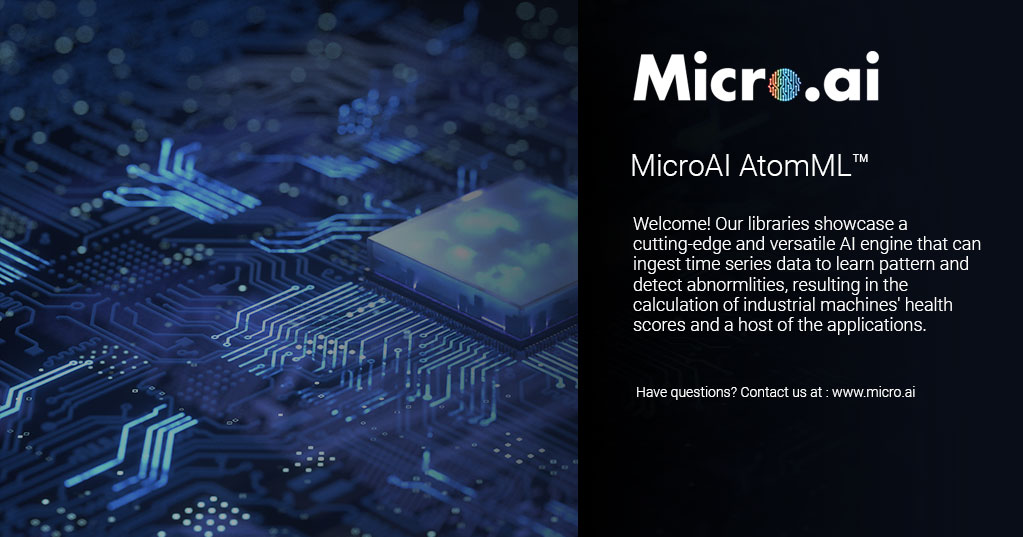 Micro.ai
MicroAI AtomML™
Welcome! Our libraries showcase a
cutting-edge and versatile AI engine that can
ingest time series data to learn pattern and
detect abnormlities, resulting in the
calculation of industrial machines' health
scores and a host of the applications.
Have questions? Contact us at : www.micro.ai